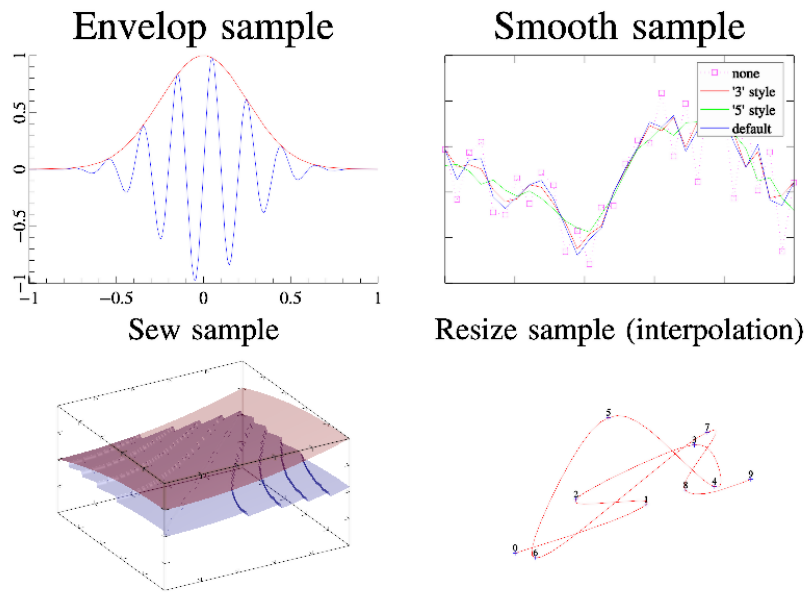 Envelop sample
Smooth sample
1
0.5
0
−0.5
−1
−1
−0.5
0
0.5
1
none
'3' style
'5' style
default
Sew sample
Resize sample (interpolation)
5
7
3
4
8
9
1
0
6